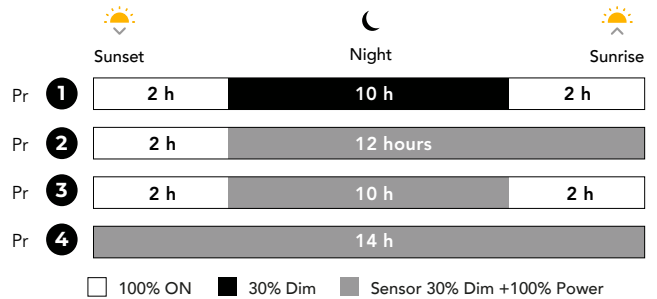 Sunset Night Sunrise
Pr 1 2 h 10 h 2 h
Pr 2 2 h 12 hours
Pr 3 2 h 10 h 2 h
Pr 4 14 h
100% ON 30% Dim Sensor 30% Dim +100% Power